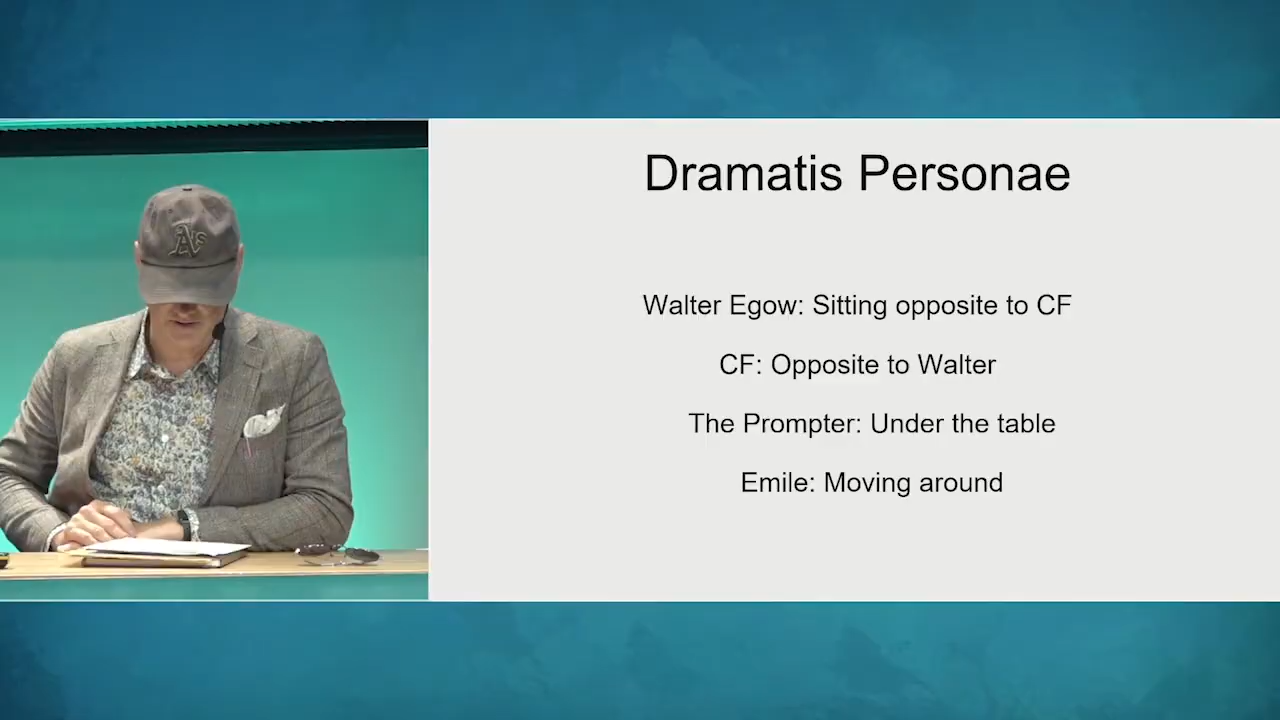 A's
Dramatis Personae
Walter Egow: Sitting opposite to CF
CF: Opposite to Walter
The Prompter: Under the table
Emile: Moving around